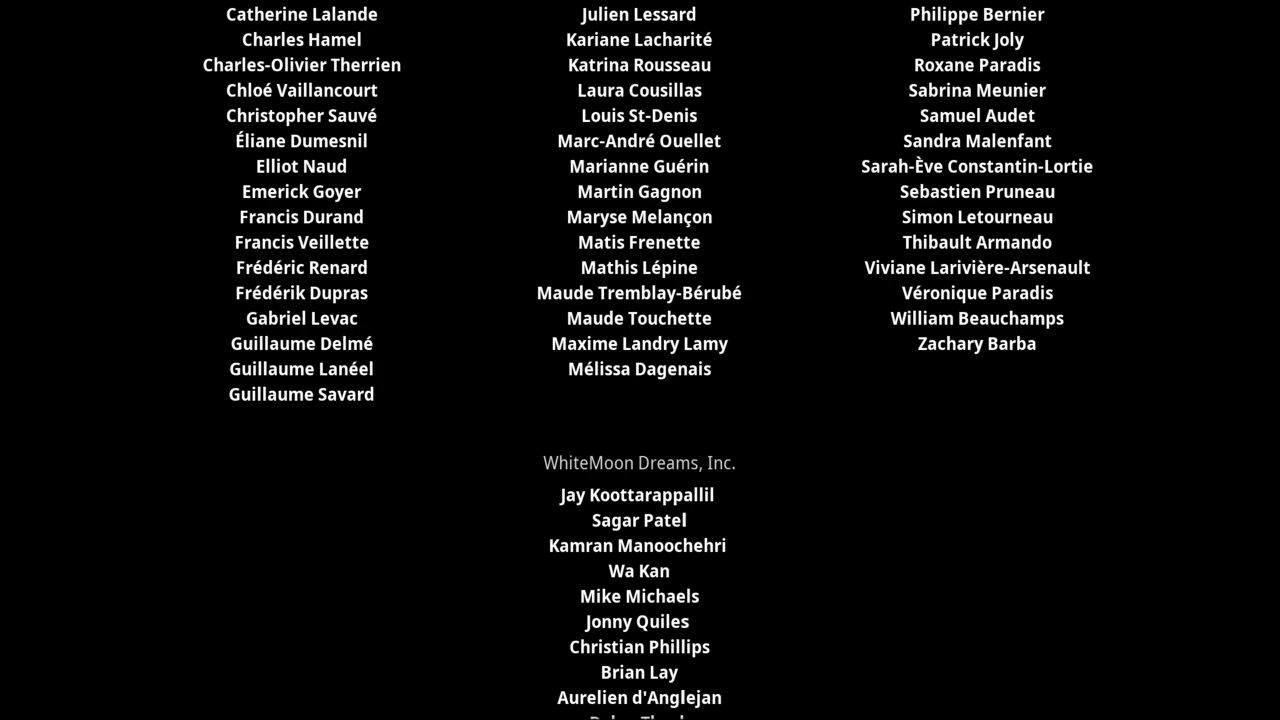 Catherine Lalande
Charles Hamel
Charles-Olivier Therrien
Chloé Vaillancourt
Christopher Sauvé
Éliane Dumesnil
Elliot Naud
Emerick Goyer
Francis Durand
Francis Veillette
Frédéric Renard
Frédérik Dupras
Gabriel Levac
Guillaume Delmé
Guillaume Lanéel
Guillaume Savard
Julien Lessard
Kariane Lacharité
Katrina Rousseau
Laura Cousillas
Louis St-Denis
Marc-André Ouellet
Marianne Guérin
Martin Gagnon
Maryse Melançon
Matis Frenette
Mathis Lépine
Maude Tremblay-Bérubé
Maude Touchette
Maxime Landry Lamy
Mélissa Dagenais
Philippe Bernier
Patrick Joly
Roxane Paradis
Sabrina Meunier
Samuel Audet
Sandra Malenfant
Sarah-Ève Constantin-Lortie
Sebastien Pruneau
Simon Letourneau
Thibault Armando
Viviane Larivière-Arsenault
Véronique Paradis
William Beauchamps
Zachary Barba
WhiteMoon Dreams, Inc.
Jay Koottarappallil
Sagar Patel
Kamran Manoochehri
Wa Kan
Mike Michaels
Jonny Quiles
Christian Phillips
Brian Lay
Aurelien d'Anglejan